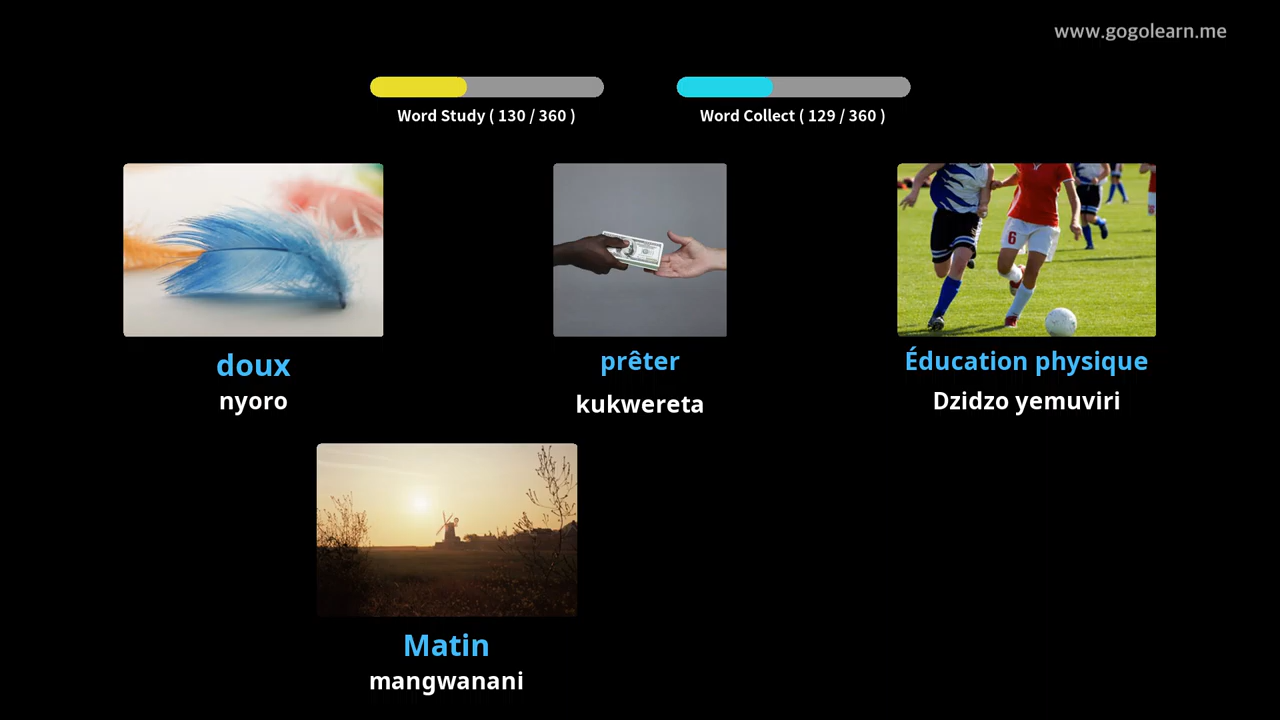 www.gogolearn.me
Word Study ( 130 / 360 )
Word Collect ( 129 / 360 )
doux
nyoro
prêter
kukwereta
Éducation physique
Dzidzo yemuviri
6
Matin
mangwanani